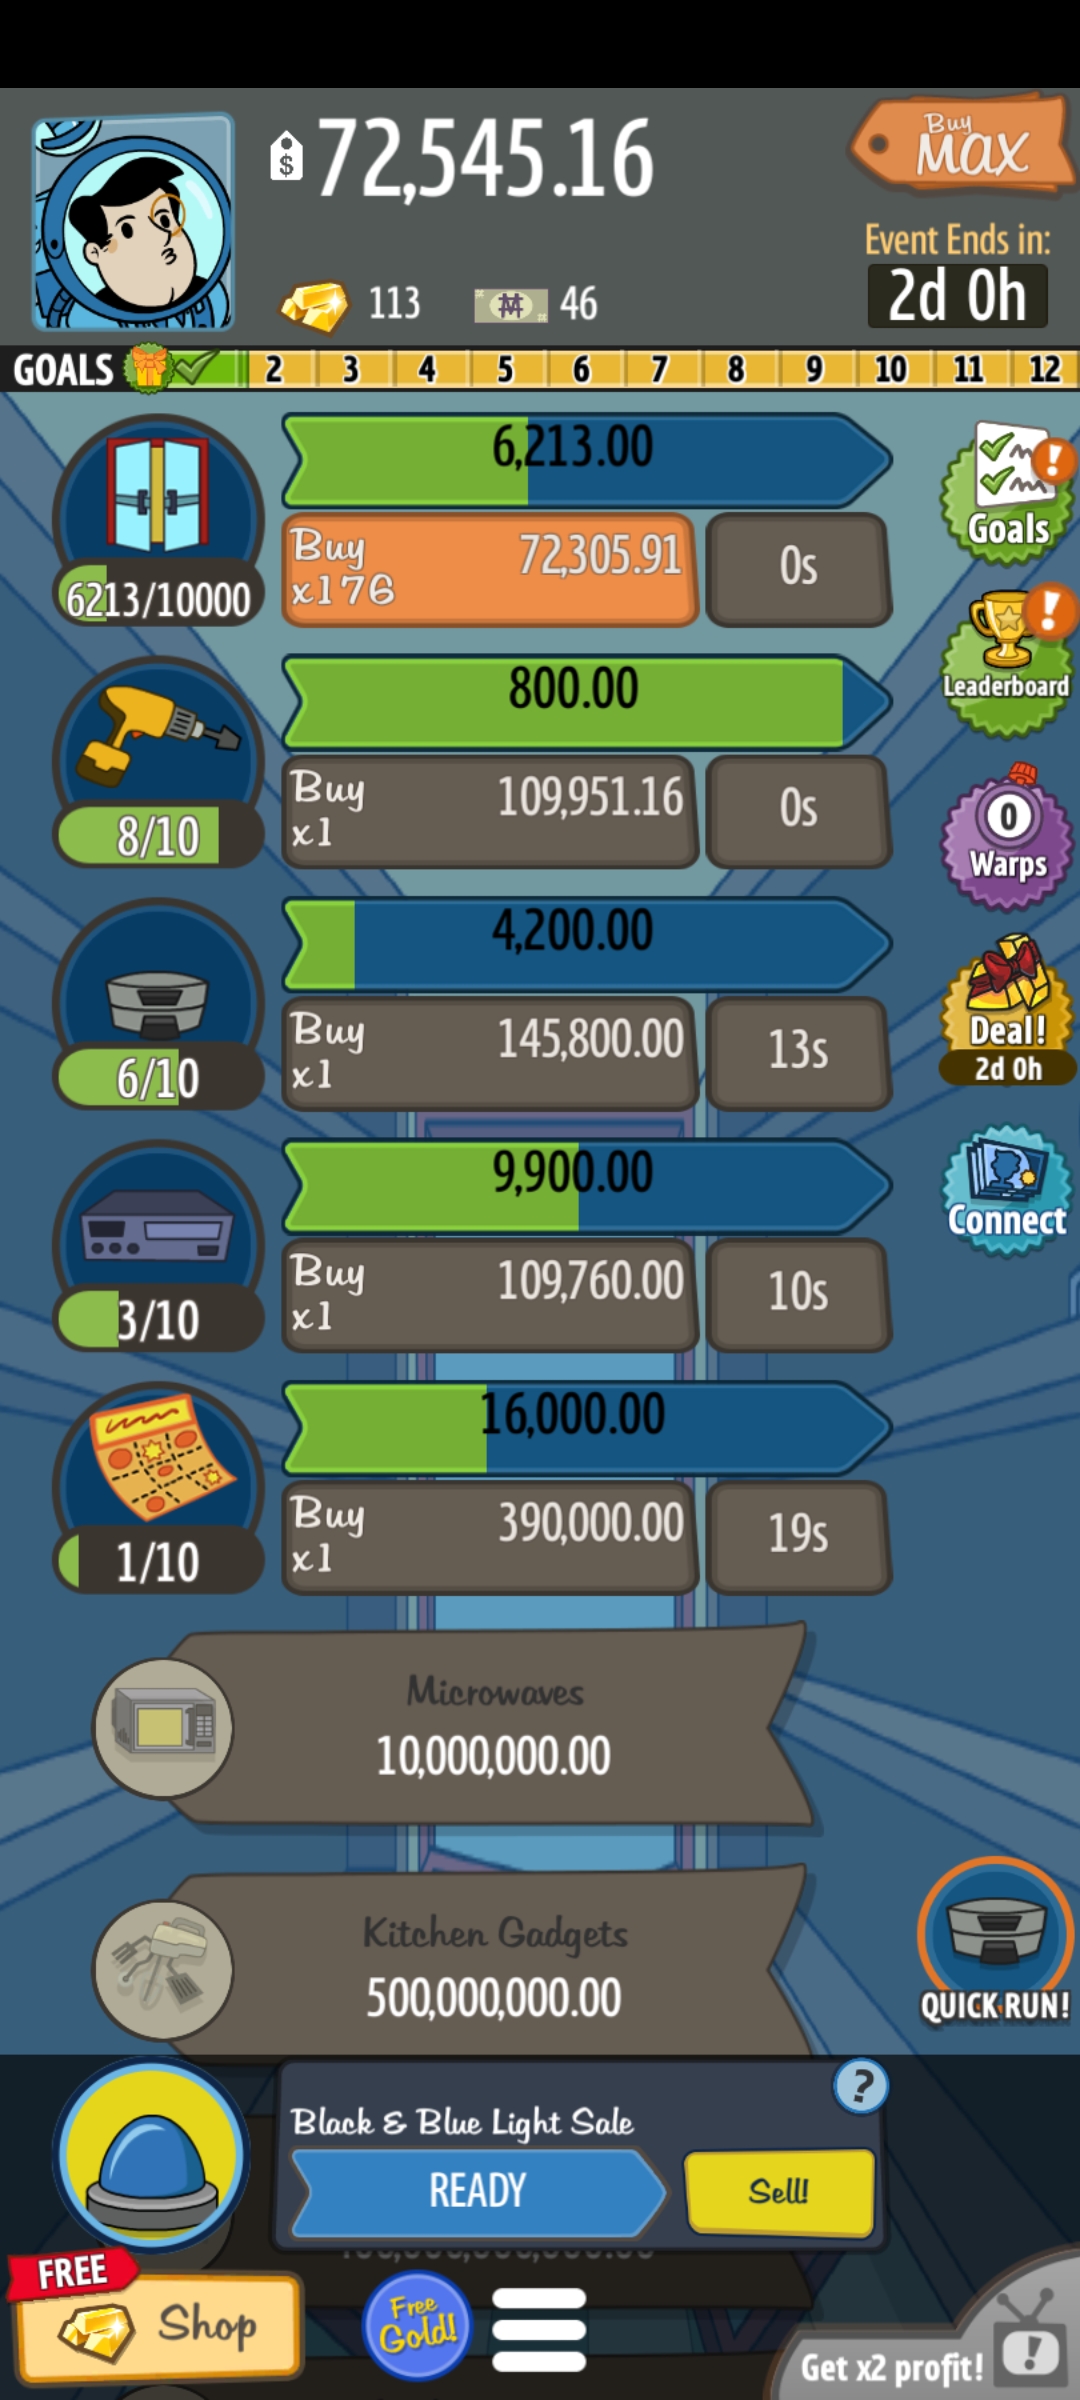 72,545.16
Buy
MAX
$
113
46
Event Ends in:
2d 0h
GOALS 2 3 4 5 6 7 8 9 10 11 12
6,213.00
Buy 72,305.91
x176
0s
6213/10000
Goals
!
800.00
Buy 109,951.16
x1
0s
8/10
Leaderboard
!
4,200.00
Buy 145,800.00
x1
13s
6/10
0
Warps
9,900.00
Buy 109,760.00
x1
10s
3/10
Deal!
2d 0h
16,000.00
Buy 390,000.00
x1
19s
1/10
Connect
Microwaves
10,000,000.00
Kitchen Gadgets
500,000,000.00
QUICK RUN!
Black & Blue Light Sale
?
READY
Sell!
FREE
Shop
Free
Gold!
Get x2 profit!
!